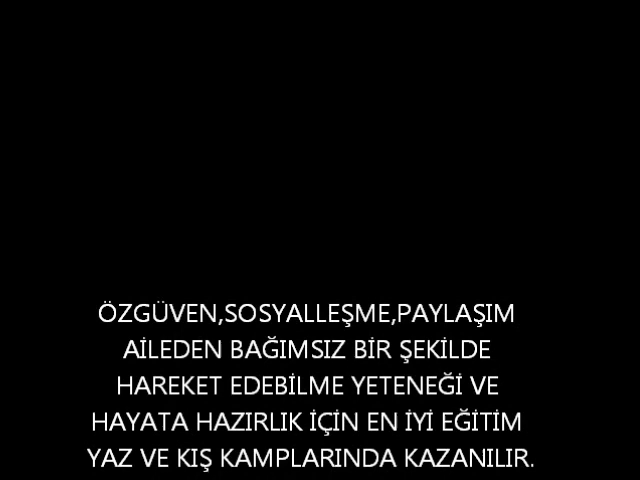 ÖZGÜVEN,SOSYALLEŞME,PAYLAŞIM
AİLEDEN BAĞIMSIZ BİR ŞEKİLDE
HAREKET EDEBİLME YETENEĞİ VE
HAYATA HAZIRLIK İÇİN EN İYİ EĞİTİM
YAZ VE KIŞ KAMPLARINDA KAZANILIR.